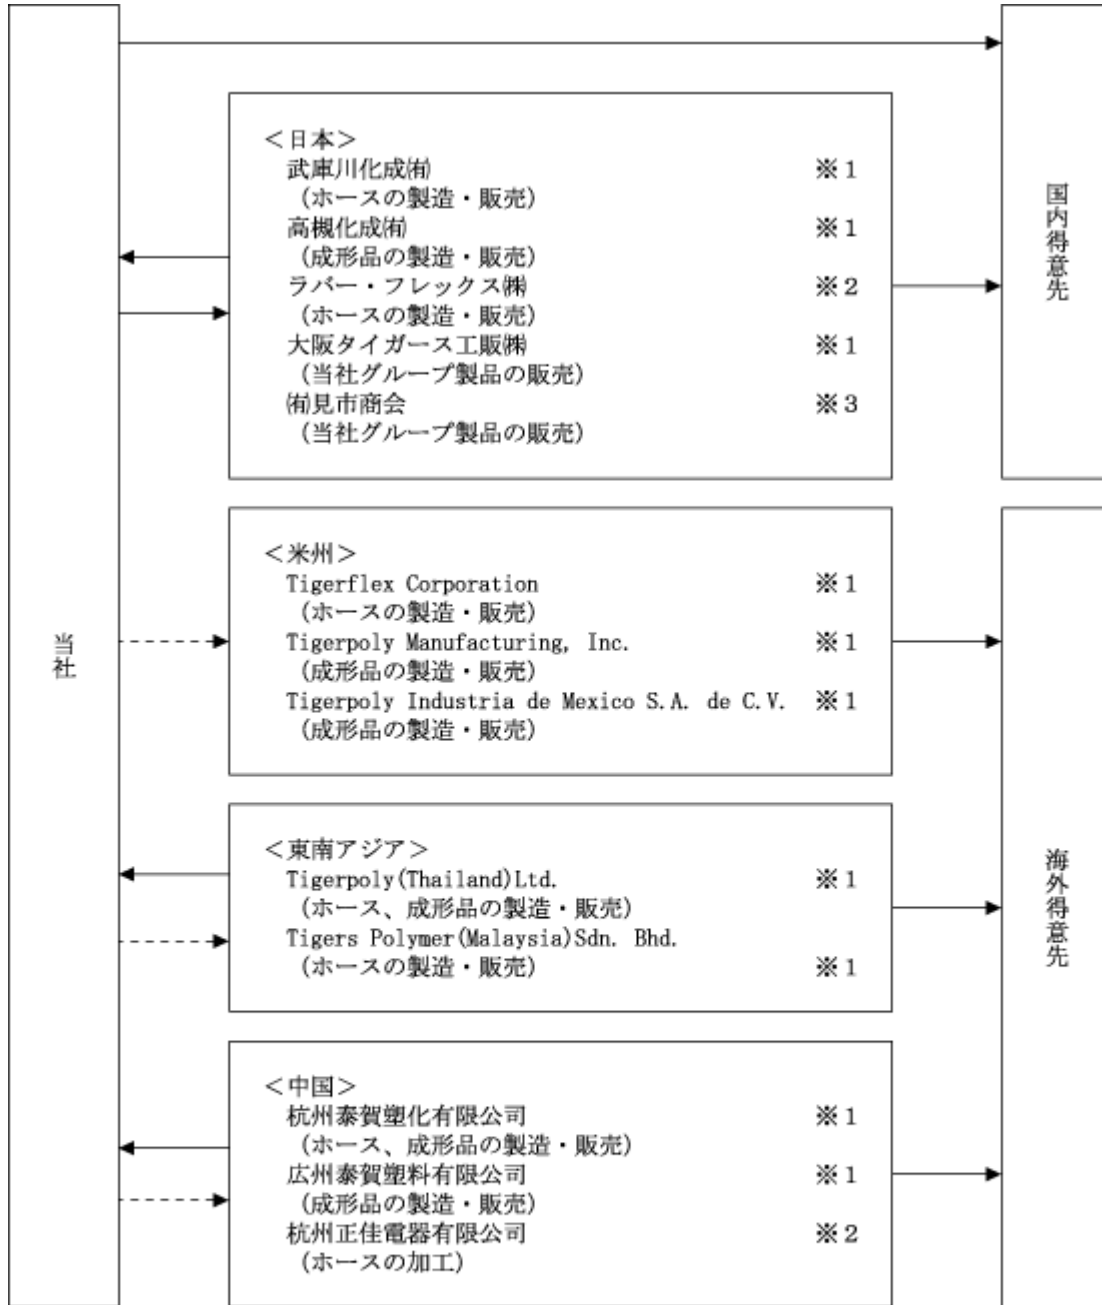 ＜日本＞
武庫川化成㈲ ※１
（ホースの製造・販売）
高槻化成㈲ ※１
（成形品の製造・販売）
ラバー・フレックス㈱ ※２
（ホースの製造・販売）
大阪タイガース工販㈱ ※１
（当社グループ製品の販売）
㈲見市商会 ※３
（当社グループ製品の販売）
国内得意先
当社
＜米州＞
Tigerflex Corporation ※１
（ホースの製造・販売）
Tigerpoly Manufacturing, Inc. ※１
（成形品の製造・販売）
Tigerpoly Industria de Mexico S.A. de C.V. ※１
（成形品の製造・販売）
＜東南アジア＞
Tigerpoly(Thailand)Ltd. ※１
（ホース、成形品の製造・販売）
Tigers Polymer(Malaysia)Sdn. Bhd.
（ホースの製造・販売） ※１
海外得意先
＜中国＞
杭州泰賀塑化有限公司 ※１
（ホース、成形品の製造・販売）
広州泰賀塑料有限公司 ※１
（成形品の製造・販売）
杭州正佳電器有限公司 ※２
（ホースの加工）